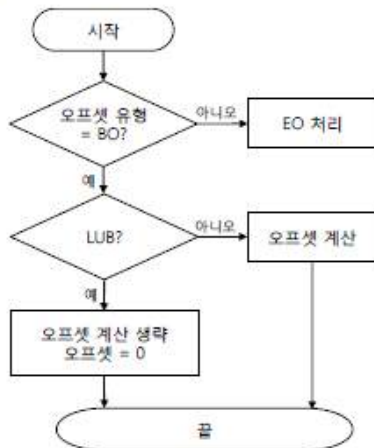 시작
오프셋 유형
= BO?
아니오
EO 처리
예
LUB?
아니오
오프셋 계산
예
오프셋 계산 생략
오프셋 = 0
끝